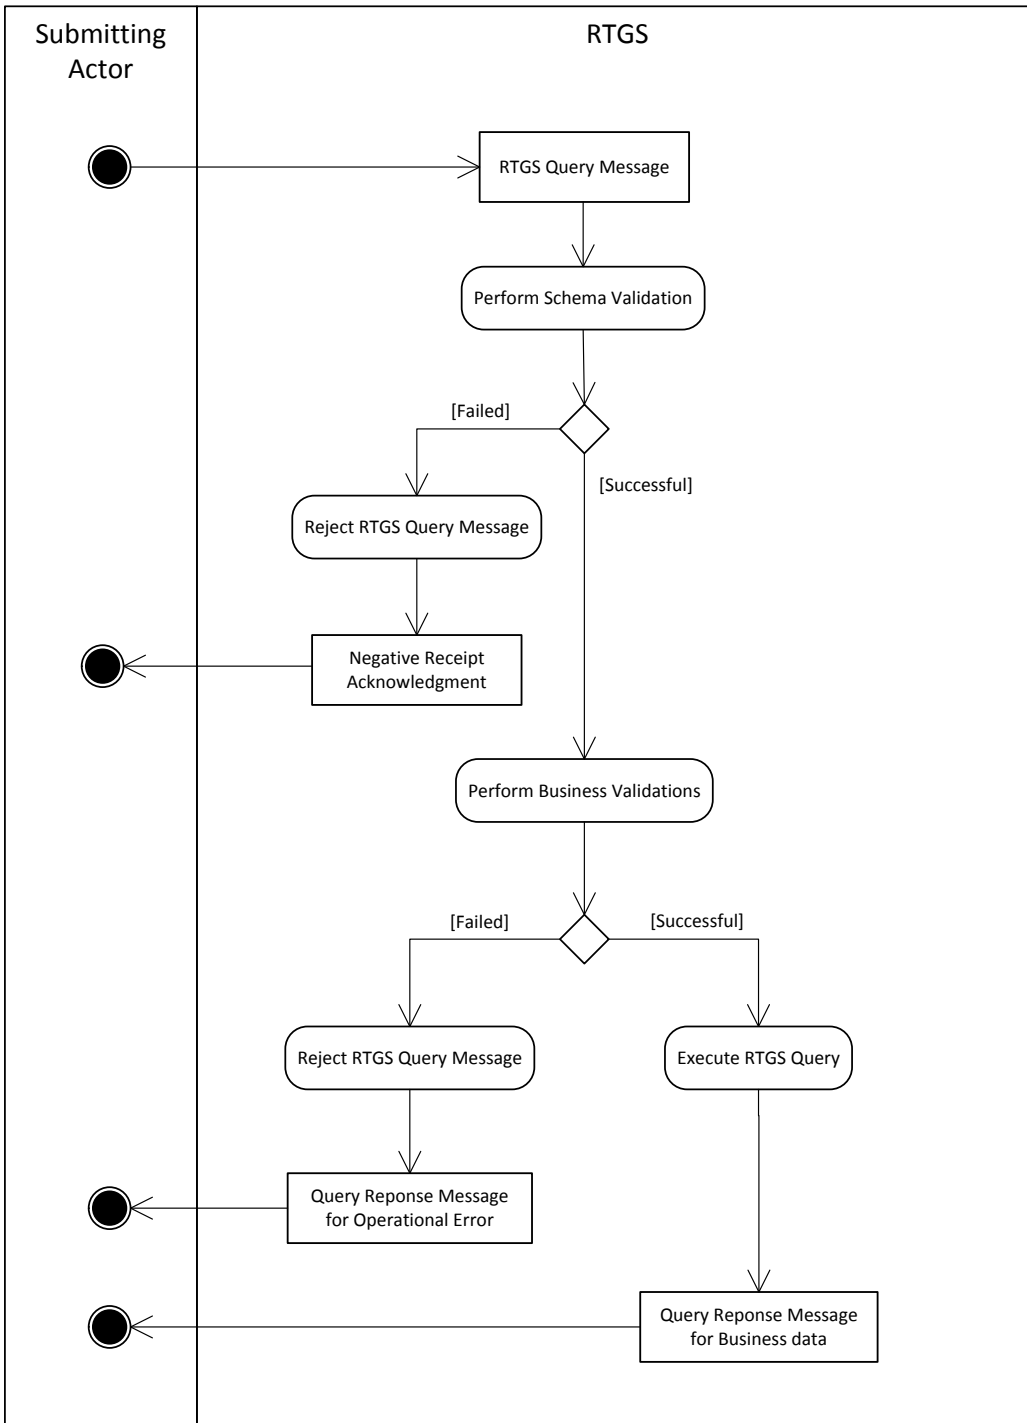 Submitting
Actor
RTGS
RTGS Query Message
Perform Schema Validation
[Failed]
[Successful]
Reject RTGS Query Message
Negative Receipt
Acknowledgment
Perform Business Validations
[Failed]
[Successful]
Reject RTGS Query Message
Execute RTGS Query
Query Reponse Message
for Operational Error
Query Reponse Message
for Business data